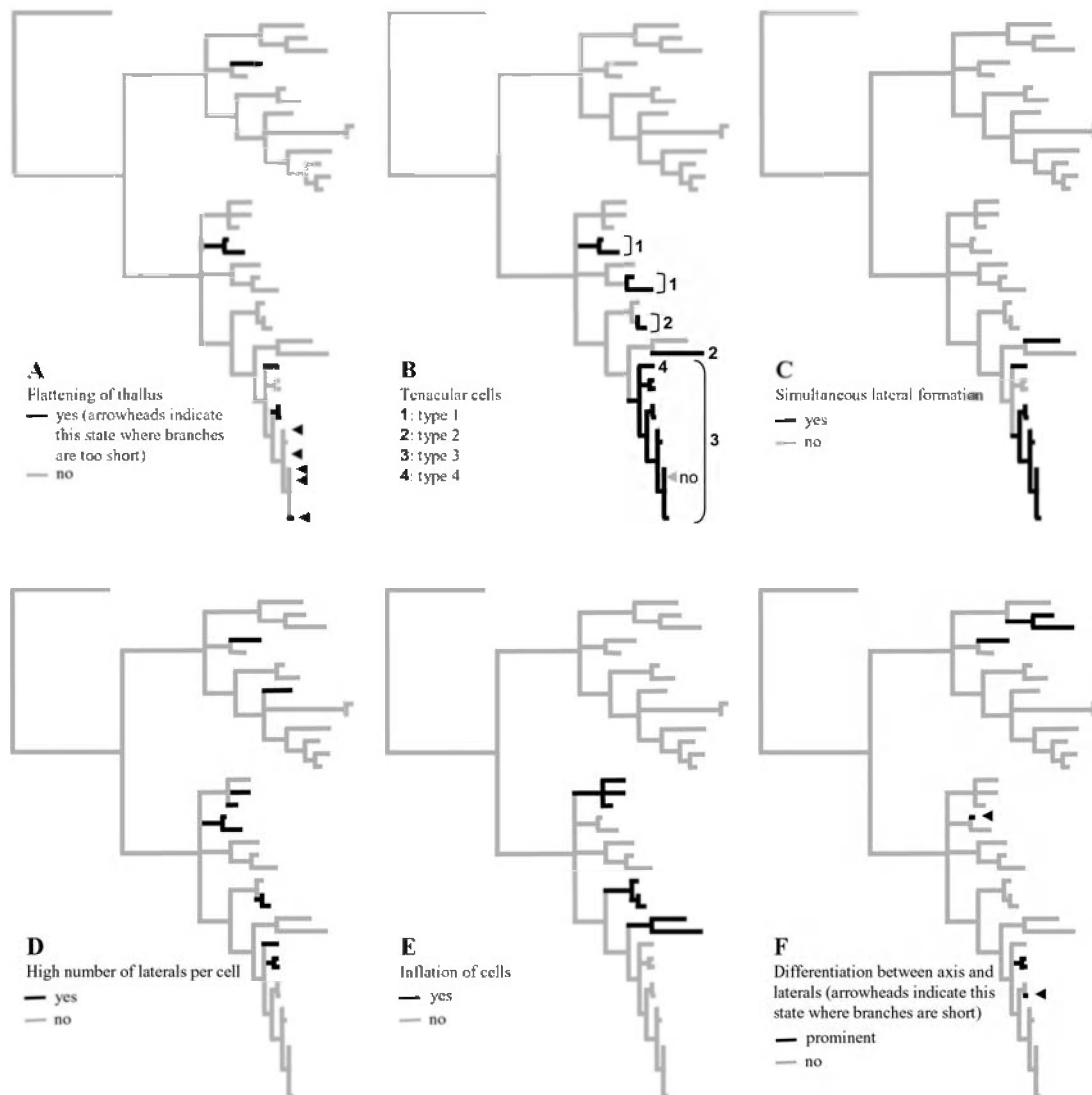 1
1
2
2
A
Flattening of thallus
yes (arrowheads indicate
this state where branches
are too short)
no
B
Tenacular cells
1: type 1
2: type 2
3: type 3
4: type 4
4
3
no
C
Simultaneous lateral formation
yes
no
D
High number of laterals per cell
yes
no
E
Inflation of cells
yes
no
F
Differentiation between axis and
laterals (arrowheads indicate this
state where branches are short)
prominent
no